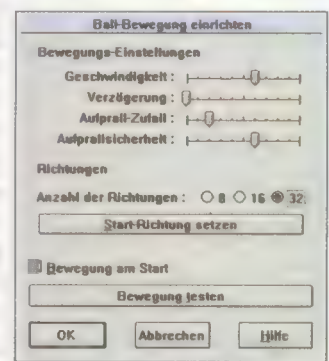 Ball-Bewegung einrichten
Bewegungs-Einstellungen
Geschwindigkeit :
Verzögerung :
Aufprall-Zufall :
Aufprallsicherheit :
Richtungen
Anzahl der Richtungen : 8 16 32
Start-Richtung setzen
Bewegung am Start
Bewegung testen
OK Abbrechen Hilfe